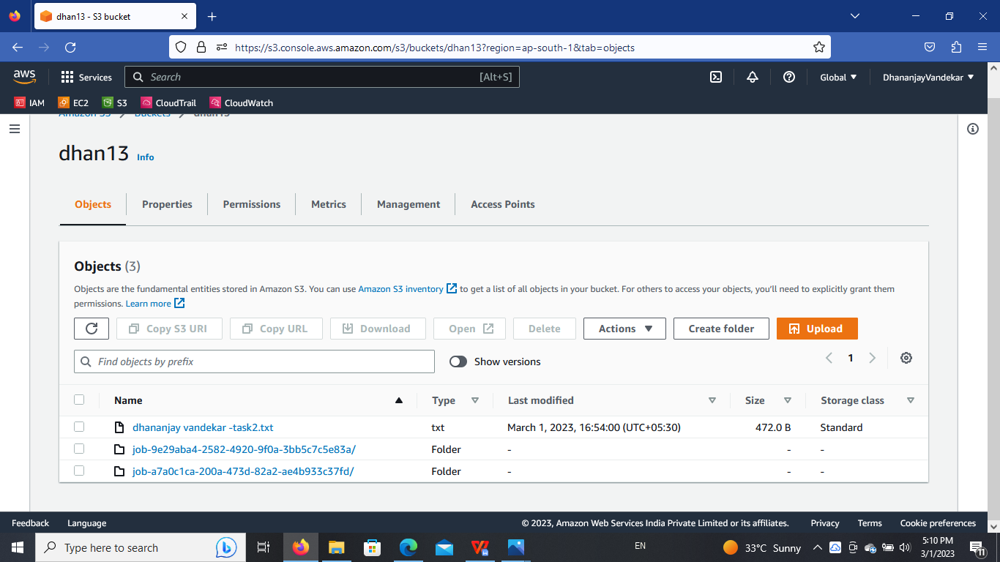 dhan13 - S3 bucket
https://s3.console.aws.amazon.com/s3/buckets/dhan13?region=ap-south-1&tab=objects
aws Services Search [Alt+S] Global DhananjayVandekar
IAM EC2 S3 CloudTrail CloudWatch
Amazon S3 Buckets dhan13
dhan13 Info
Objects Properties Permissions Metrics Management Access Points
Objects (3)
Objects are the fundamental entities stored in Amazon S3. You can use Amazon S3 inventory to get a list of all objects in your bucket. For others to access your objects, you’ll need to explicitly grant them
permissions. Learn more
Copy S3 URI Copy URL Download Open Delete Actions Create folder Upload
Find objects by prefix Show versions 1
Name Type Last modified Size Storage class
dhananjay vandekar -task2.txt txt March 1, 2023, 16:54:00 (UTC+05:30) 472.0 B Standard
job-9e29aba4-2582-4920-9f0a-3bb5c7c5e83a/ Folder - - -
job-a7a0c1ca-200a-473d-82a2-ae4b933c37fd/ Folder - - -
Feedback Language © 2023, Amazon Web Services India Private Limited or its affiliates. Privacy Terms Cookie preferences
Type here to search EN 33°C Sunny 5:10 PM
3/1/2023 11